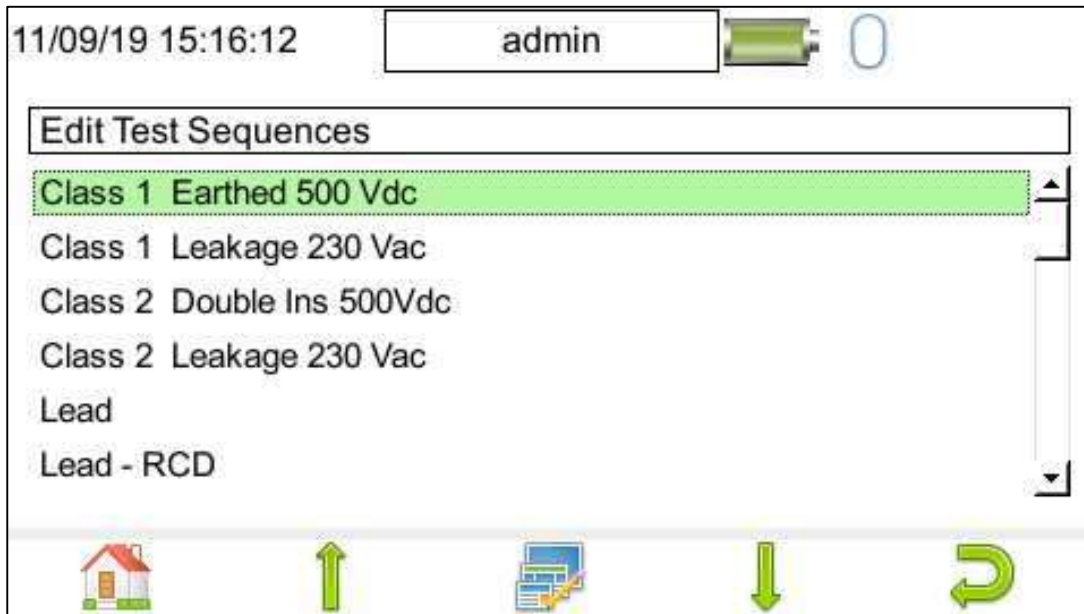 11/09/19 15:16:12 admin 0
Edit Test Sequences
Class 1 Earthed 500 Vdc
Class 1 Leakage 230 Vac
Class 2 Double Ins 500Vdc
Class 2 Leakage 230 Vac
Lead
Lead - RCD